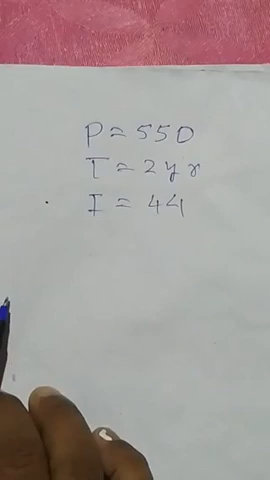 P = 550
T = 2 yr
I = 44